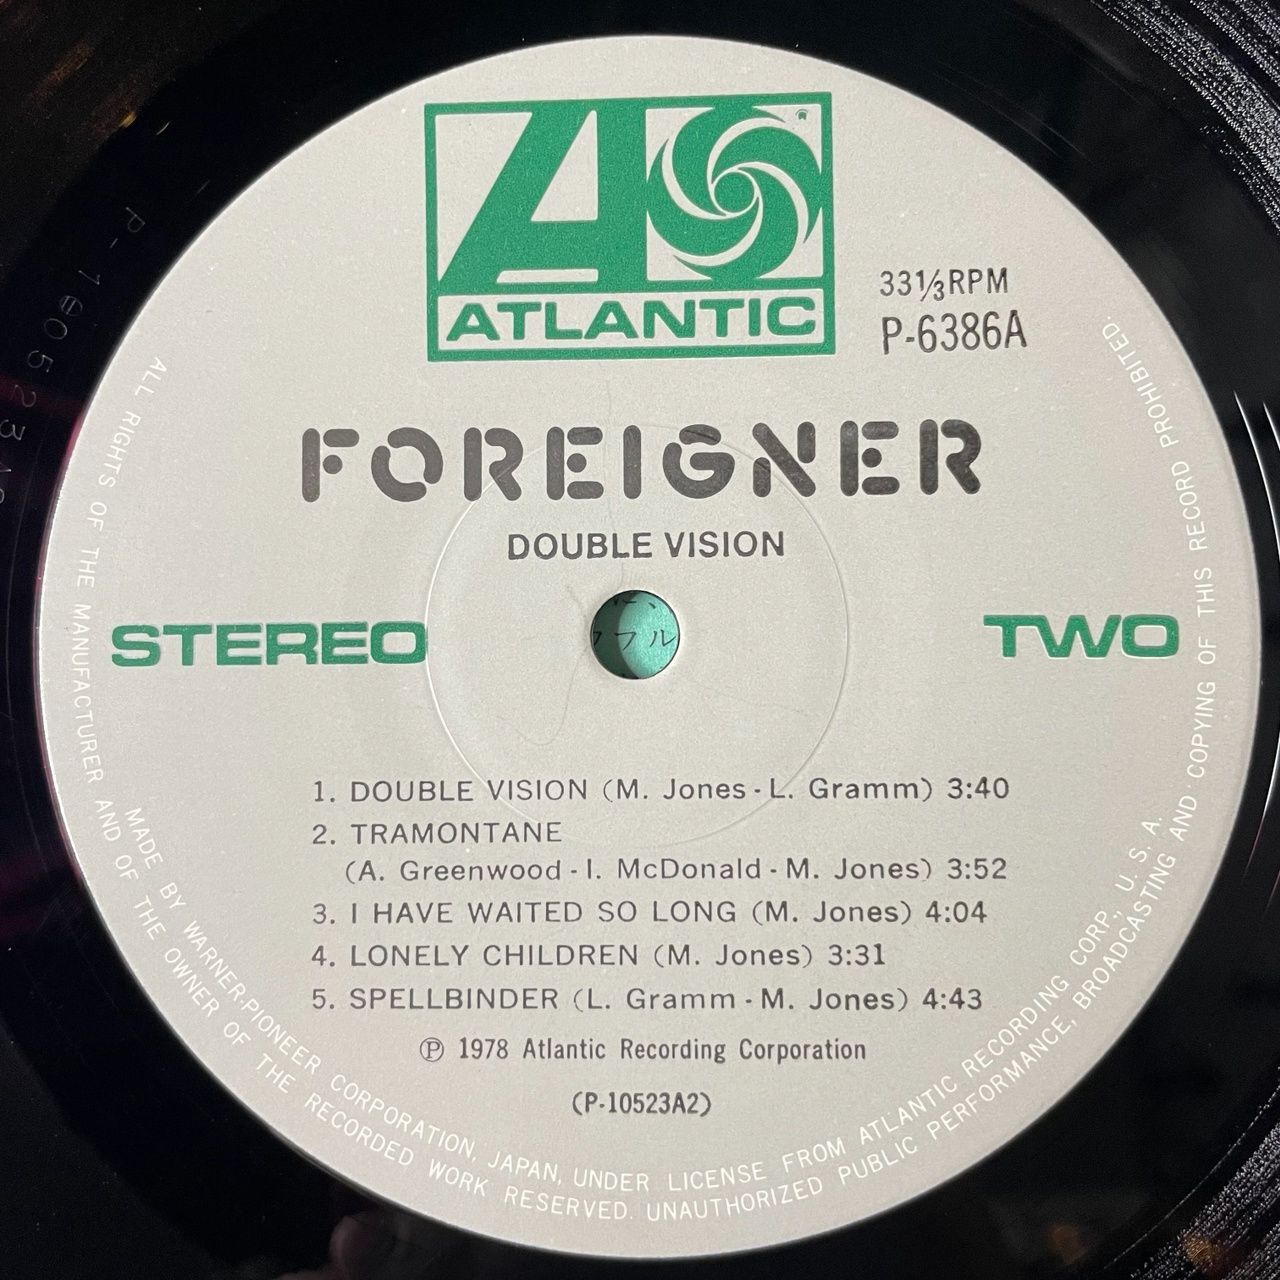 ATLANTIC
33⅓RPM
P-6386A
FOREIGNER
DOUBLE VISION
STEREO
TWO
フル
1. DOUBLE VISION (M. Jones - L. Gramm) 3:40
2. TRAMONTANE
(A. Greenwood - I. McDonald - M. Jones) 3:52
3. I HAVE WAITED SO LONG (M. Jones) 4:04
4. LONELY CHILDREN (M. Jones) 3:31
5. SPELLBINDER (L. Gramm - M. Jones) 4:43
Ⓟ 1978 Atlantic Recording Corporation
(P-10523A2)
MADE BY WARNER-PIONEER CORPORATION, JAPAN, UNDER LICENSE FROM ATLANTIC RECORDING CORP., U. S. A.
ALL RIGHTS OF THE MANUFACTURER AND OF THE OWNER OF THE RECORDED WORK RESERVED. UNAUTHORIZED PUBLIC PERFORMANCE, BROADCASTING AND COPYING OF THIS RECORD PROHIBITED.